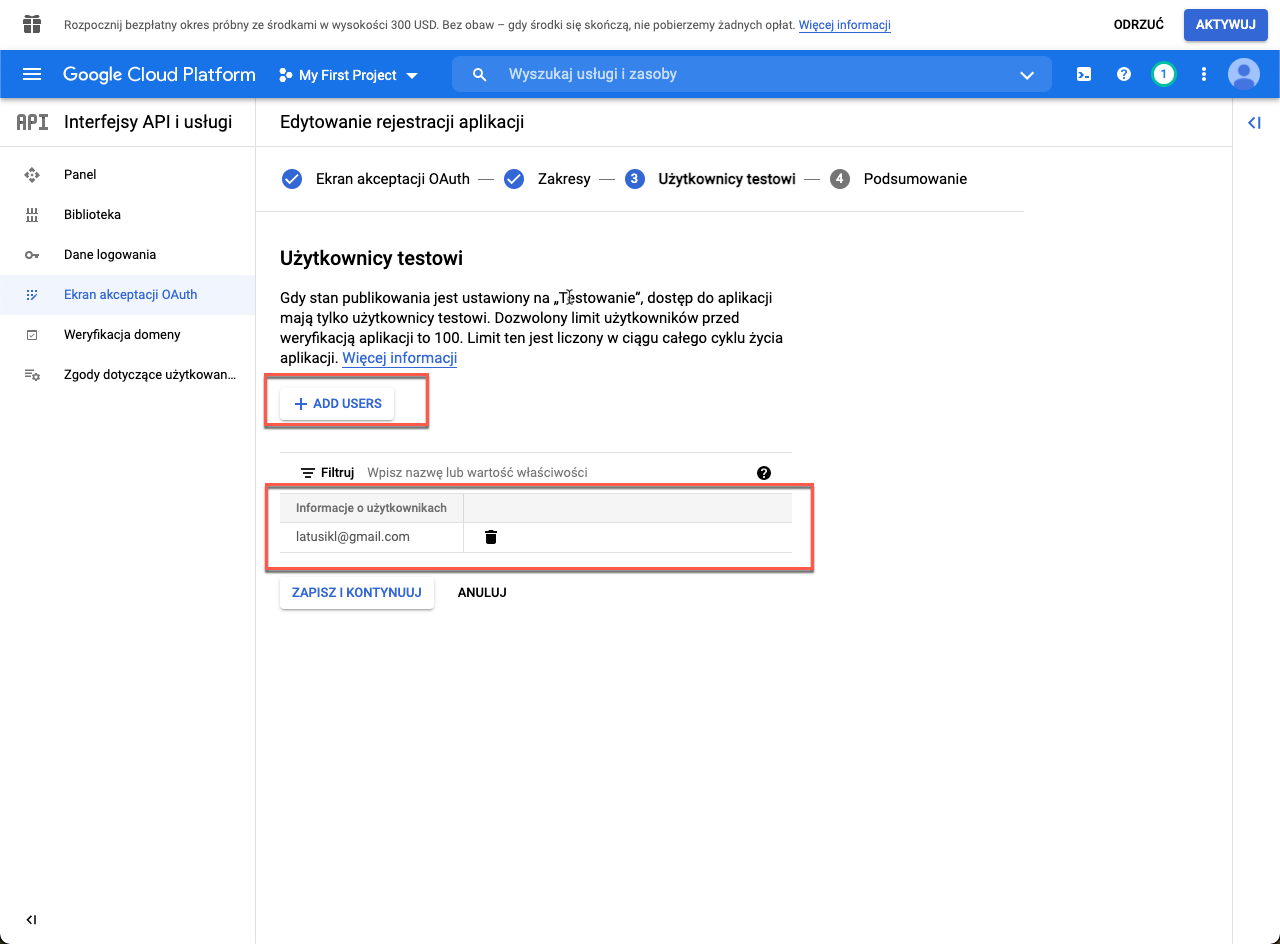 Rozpocznij bezpłatny okres próbny ze środkami w wysokości 300 USD. Bez obaw – gdy środki się skończą, nie pobierzemy żadnych opłat. Więcej informacji
ODRZUĆ
AKTYWUJ
Google Cloud Platform
My First Project
Wyszukaj usługi i zasoby
1
API
Interfejsy API i usługi
Edytowanie rejestracji aplikacji
Panel
Biblioteka
Dane logowania
Ekran akceptacji OAuth
Weryfikacja domeny
Zgody dotyczące użytkowan...
Ekran akceptacji OAuth
Zakresy
3
Użytkownicy testowi
4
Podsumowanie
Użytkownicy testowi
Gdy stan publikowania jest ustawiony na „Testowanie”, dostęp do aplikacji
mają tylko użytkownicy testowi. Dozwolony limit użytkowników przed
weryfikacją aplikacji to 100. Limit ten jest liczony w ciągu całego cyklu życia
aplikacji. Więcej informacji
+ ADD USERS
Filtruj
Wpisz nazwę lub wartość właściwości
?
Informacje o użytkownikach
latusikl@gmail.com
ZAPISZ I KONTYNUUJ
ANULUJ